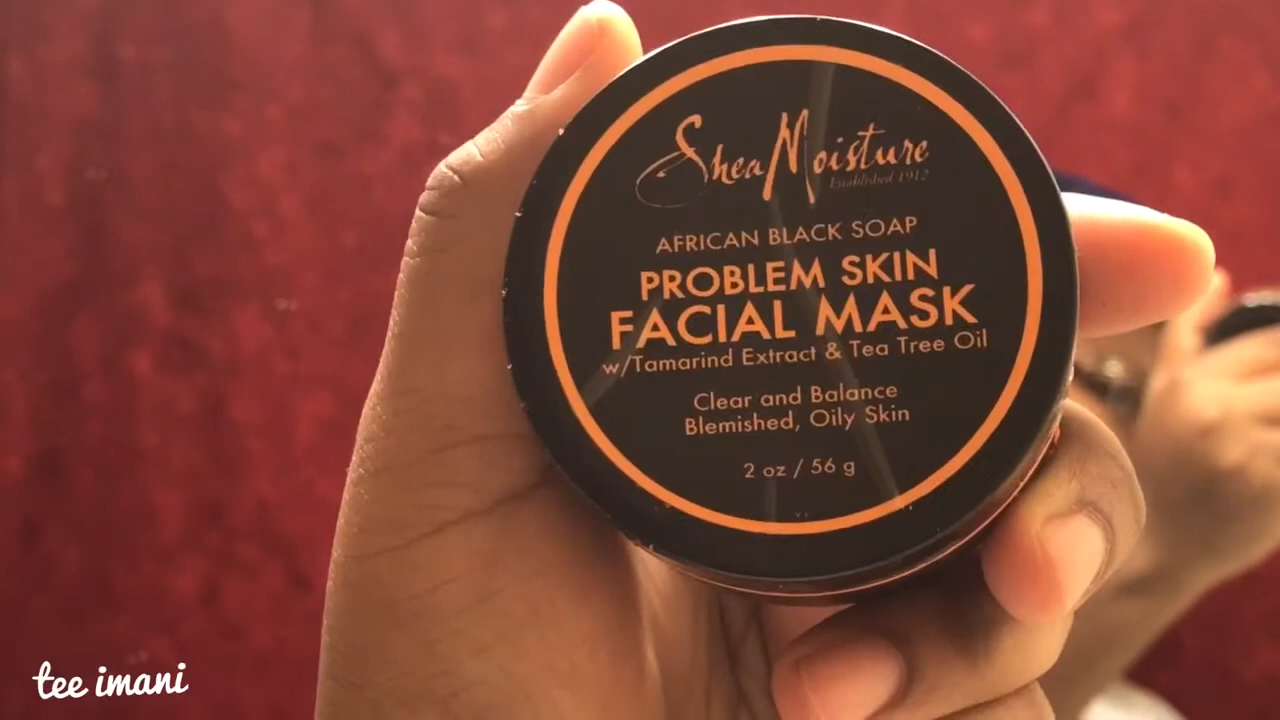 SheaMoisture
Established 1912
AFRICAN BLACK SOAP
PROBLEM SKIN
FACIAL MASK
w/Tamarind Extract & Tea Tree Oil
Clear and Balance
Blemished, Oily Skin
2 oz / 56 g
tee imani